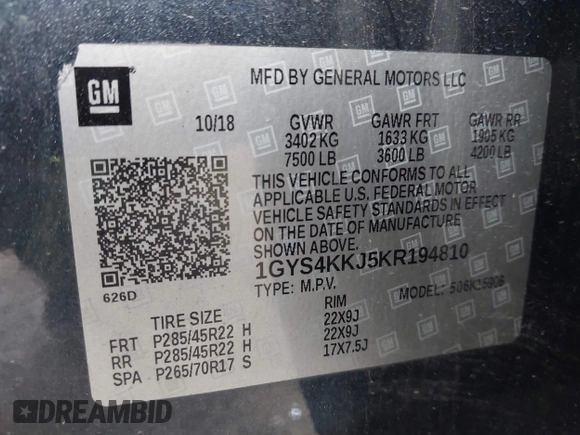 GM
MFD BY GENERAL MOTORS LLC
10/18 GVWR GAWR FRT GAWR RR
3402 KG 1633 KG 1905 KG
7500 LB 3600 LB 4200 LB
THIS VEHICLE CONFORMS TO ALL
APPLICABLE U.S. FEDERAL MOTOR
VEHICLE SAFETY STANDARDS IN EFFECT
ON THE DATE OF MANUFACTURE
SHOWN ABOVE.
1GYS4KKJ5KR194810
626D TYPE: M.P.V. MODEL:
TIRE SIZE RIM
FRT P285/45R22 H 22X9J
RR P285/45R22 H 22X9J
SPA P265/70R17 S 17X7.5J
DREAMBID